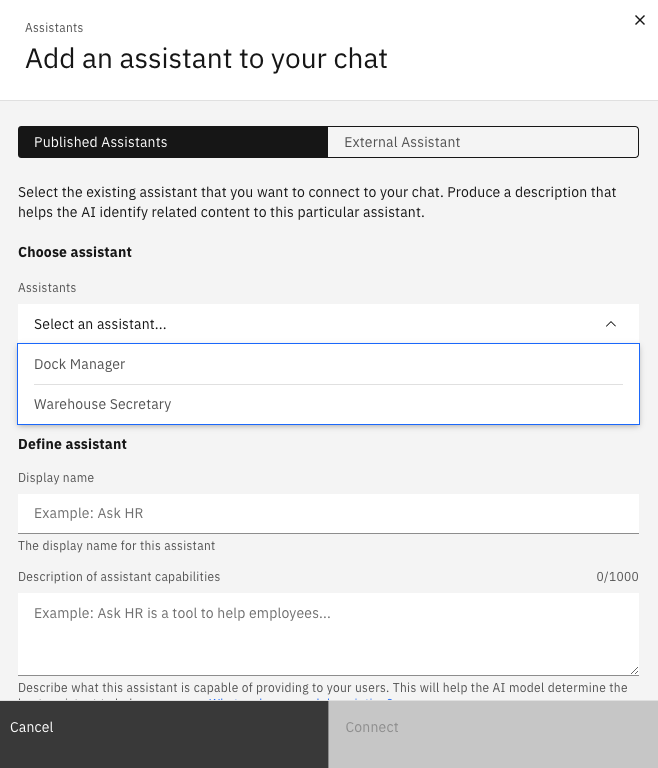 Assistants
Add an assistant to your chat
Published Assistants
External Assistant
Select the existing assistant that you want to connect to your chat. Produce a description that
helps the AI identify related content to this particular assistant.
Choose assistant
Assistants
Select an assistant...
Dock Manager
Warehouse Secretary
Define assistant
Display name
Example: Ask HR
The display name for this assistant
Description of assistant capabilities 0/1000
Example: Ask HR is a tool to help employees...
Describe what this assistant is capable of providing to your users. This will help the AI model determine the
Cancel
Connect